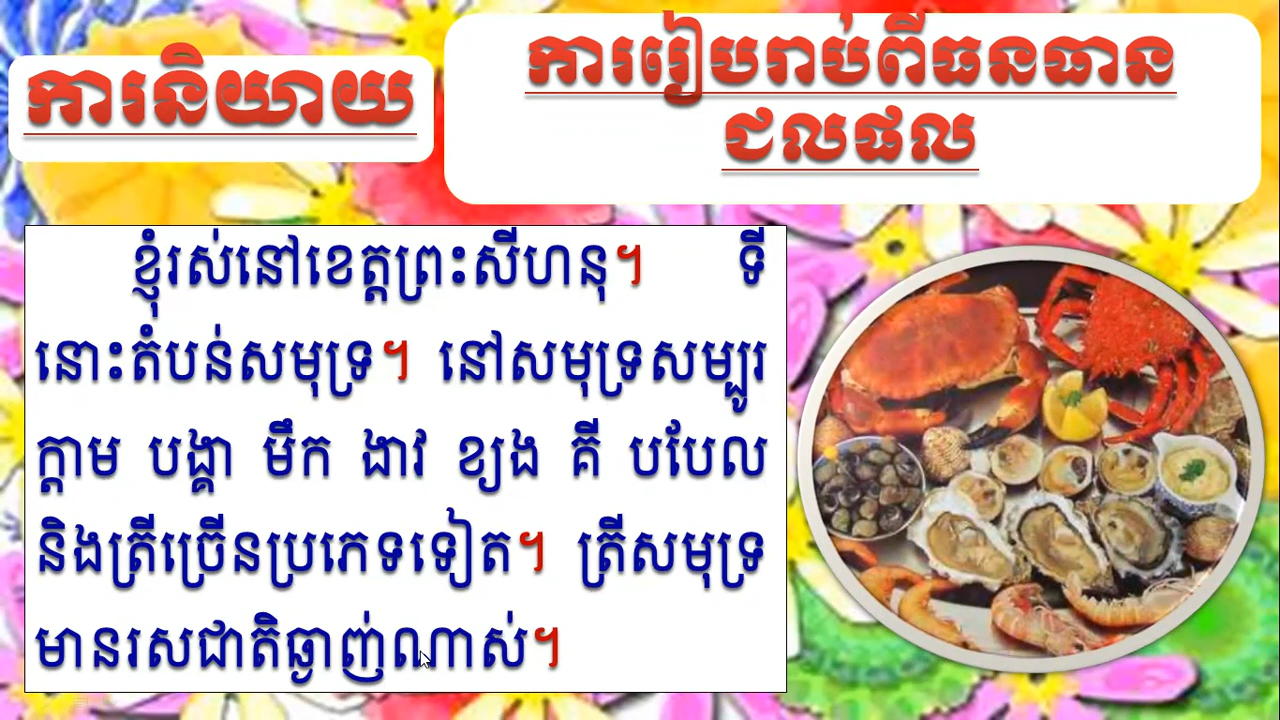 ការនិយាយ
ការរៀបរាប់ពីធនធាន
ជលផល
ខ្ញុំរស់នៅខេត្តព្រះសីហនុ។ ទី
នោះតំបន់សមុទ្រ។ នៅសមុទ្រសម្បូរ
ក្តាម បង្គា មឹក ងាវ ខ្យង គី បបែល
និងត្រីច្រើនប្រភេទទៀត។ ត្រីសមុទ្រ
មានរសជាតិឆ្ងាញ់ណាស់។